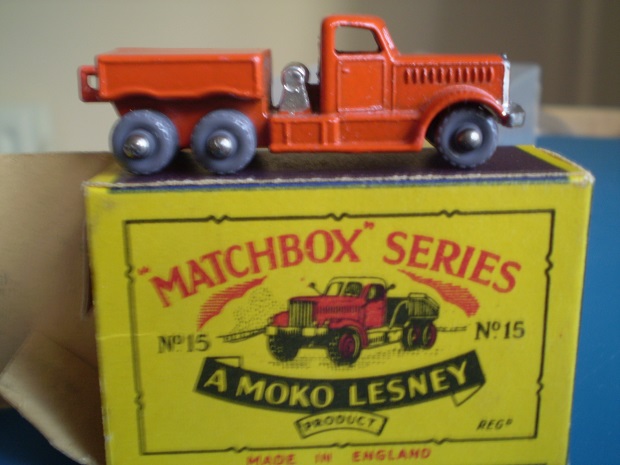 "MATCHBOX" SERIES
Nº15 Nº15
A MOKO LESNEY
PRODUCT
REGD
MADE IN ENGLAND